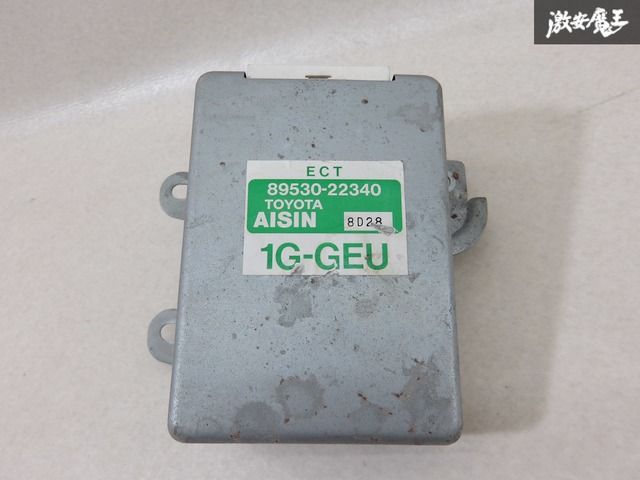 激安魔王
ECT
89530-22340
TOYOTA
AISIN 8D28
1G-GEU